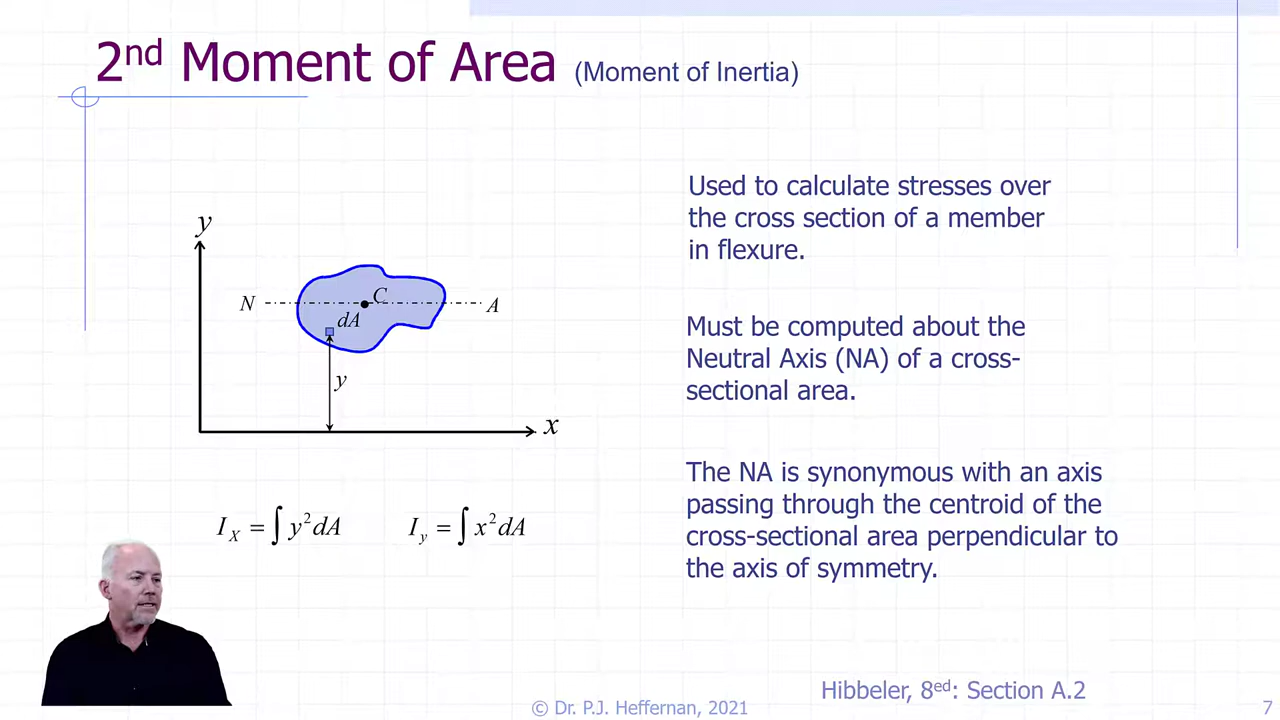 2nd Moment of Area (Moment of Inertia)
Used to calculate stresses over
the cross section of a member
in flexure.
y
N
C
A
dA
y
x
Must be computed about the
Neutral Axis (NA) of a cross-
sectional area.
The NA is synonymous with an axis
passing through the centroid of the
cross-sectional area perpendicular to
the axis of symmetry.
I_X = ∫ y²dA
I_y = ∫ x²dA
Hibbeler, 8ed: Section A.2
© Dr. P.J. Heffernan, 2021
7